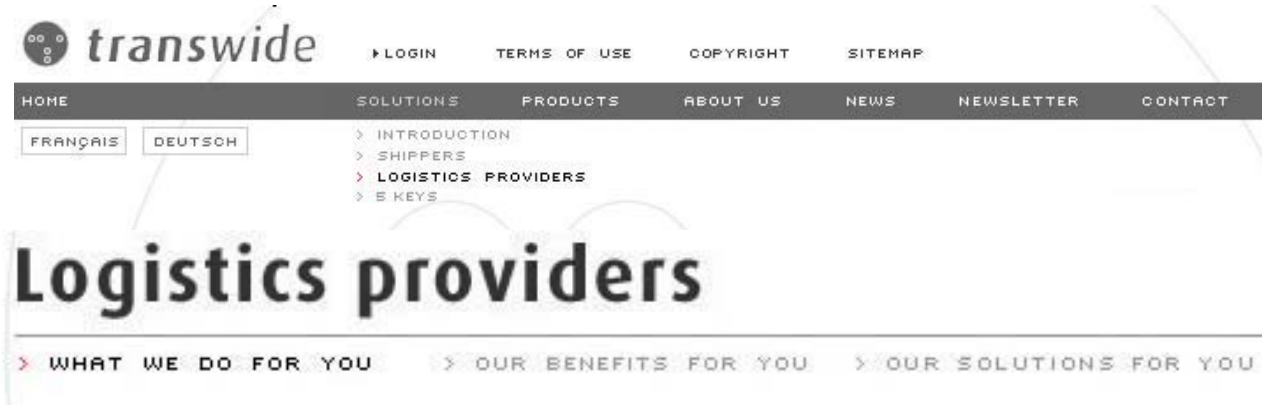 transwide
LOGIN TERMS OF USE COPYRIGHT SITEMAP
HOME SOLUTIONS PRODUCTS ABOUT US NEWS NEWSLETTER CONTACT
FRANÇAIS DEUTSCH
> INTRODUCTION
> SHIPPERS
> LOGISTICS PROVIDERS
> 5 KEYS
Logistics providers
> WHAT WE DO FOR YOU > OUR BENEFITS FOR YOU > OUR SOLUTIONS FOR YOU